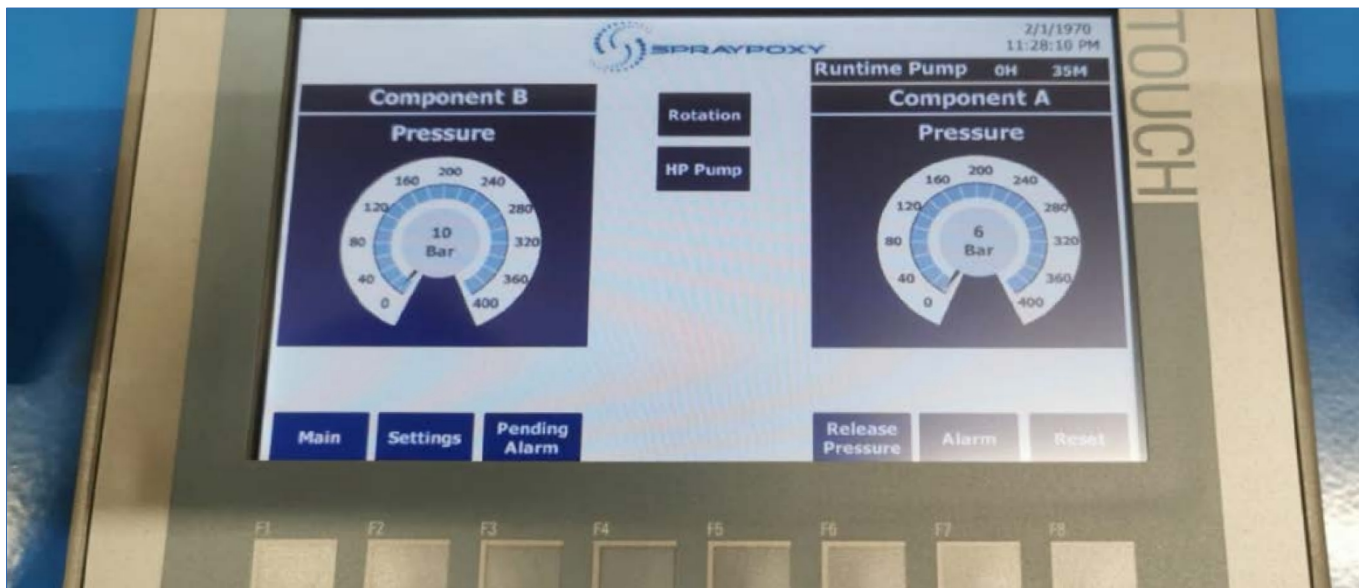 SPRAYPOXY
2/1/1970
11:28:10 PM
TOUCH
Runtime Pump 0H 35M
Component B
Pressure
0
40
80
120
160
200
240
280
320
360
400
10
Bar
Rotation
HP Pump
Component A
Pressure
0
40
80
120
160
200
240
280
320
360
400
6
Bar
Main
Settings
Pending
Alarm
Release
Pressure
Alarm
Reset
F1 F2 F3 F4 F5 F6 F7 F8